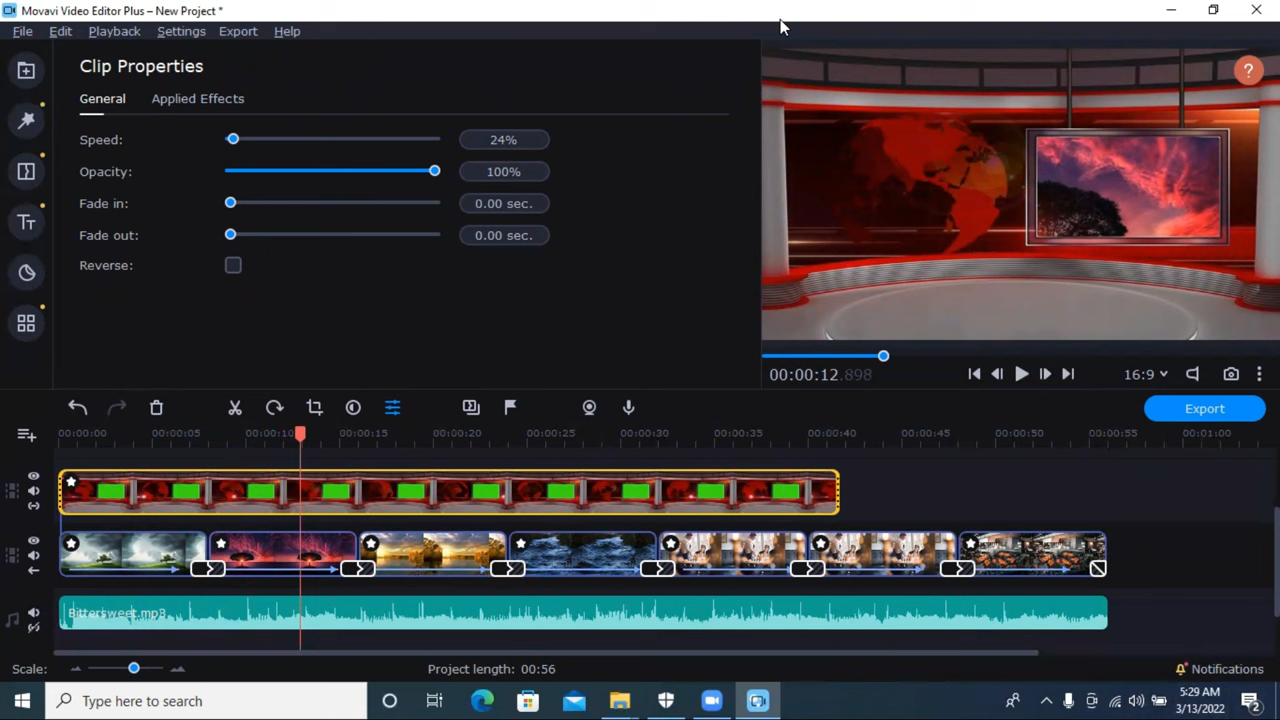 Movavi Video Editor Plus – New Project *
File Edit Playback Settings Export Help
Clip Properties
General Applied Effects
Speed: 24%
Opacity: 100%
Fade in: 0.00 sec.
Fade out: 0.00 sec.
Reverse:
?
00:00:12.898
16:9
Export
00:00:00 00:00:05 00:00:10 00:00:15 00:00:20 00:00:25 00:00:30 00:00:35 00:00:40 00:00:45 00:00:50 00:00:55 00:01:00
Bittersweet.mp3
Scale: Project length: 00:56 Notifications
Type here to search
5:29 AM
3/13/2022
2